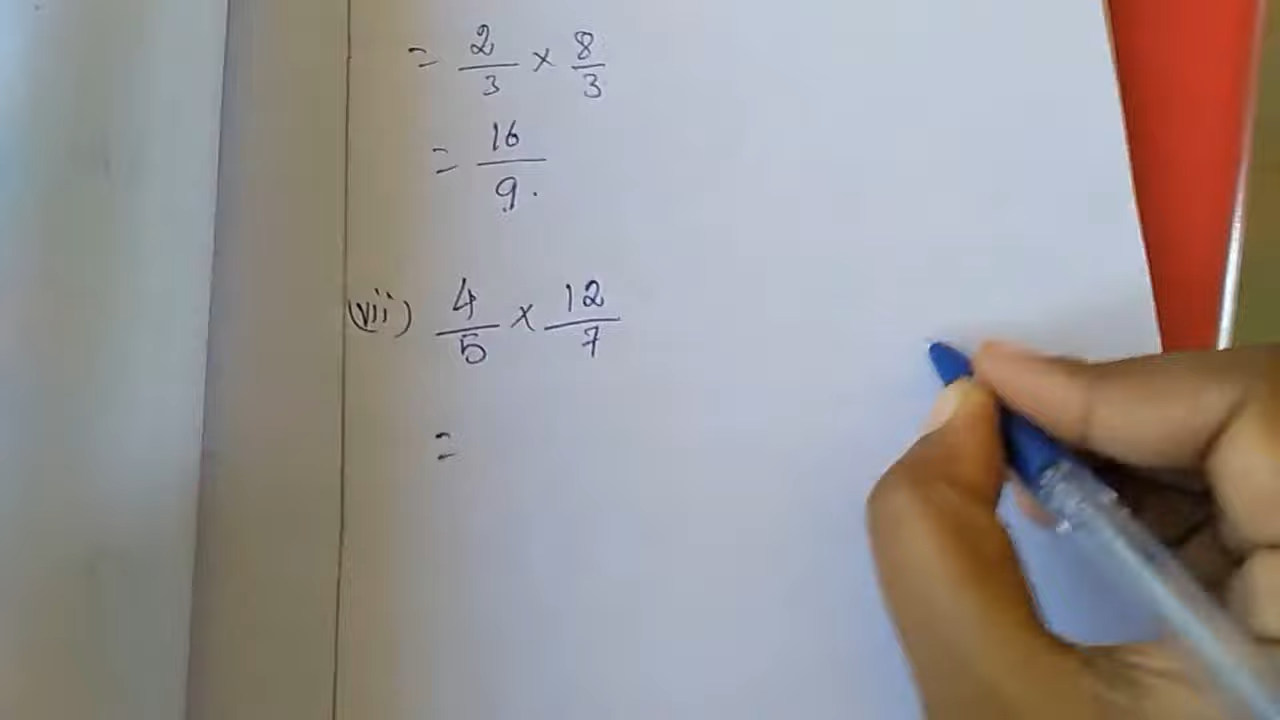 = 2/3 × 8/3
= 16/9.
(vii) 4/5 × 12/7
=